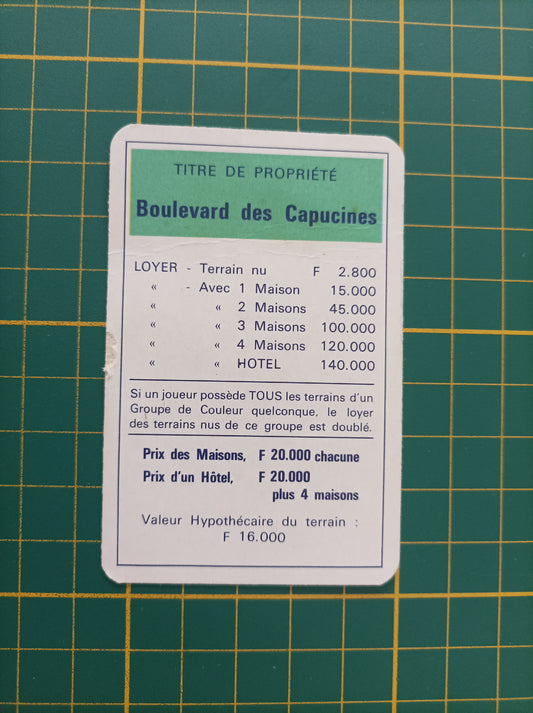 TITRE DE PROPRIÉTÉ
Boulevard des Capucines
LOYER - Terrain nu F 2.800
« - Avec 1 Maison 15.000
« « 2 Maisons 45.000
« « 3 Maisons 100.000
« « 4 Maisons 120.000
« « HOTEL 140.000
Si un joueur possède TOUS les terrains d'un
Groupe de Couleur quelconque, le loyer
des terrains nus de ce groupe est doublé.
Prix des Maisons, F 20.000 chacune
Prix d'un Hôtel, F 20.000
plus 4 maisons
Valeur Hypothécaire du terrain :
F 16.000